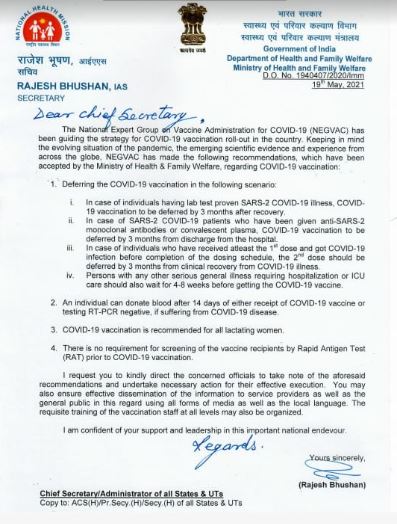 NATIONAL HEALTH MISSION
भारत सरकार
स्वास्थ्य एवं परिवार कल्याण विभाग
स्वास्थ्य एवं परिवार कल्याण मंत्रालय
Government of India
Department of Health and Family Welfare
Ministry of Health and Family Welfare
राजेश भूषण, आईएएस
सचिव
RAJESH BHUSHAN, IAS
SECRETARY
D.O. No. 1940407/2020/Imm
19th May, 2021
Dear Chief Secretary,
The National Expert Group on Vaccine Administration for COVID-19 (NEGVAC) has
been guiding the strategy for COVID-19 vaccination roll-out in the country. Keeping in mind
the evolving situation of the pandemic, the emerging scientific evidence and experience from
across the globe, NEGVAC has made the following recommendations, which have been
accepted by the Ministry of Health & Family Welfare, regarding COVID-19 vaccination:
1. Deferring the COVID-19 vaccination in the following scenario:
i. In case of individuals having lab test proven SARS-2 COVID-19 illness, COVID-
19 vaccination to be deferred by 3 months after recovery.
ii. In case of SARS-2 COVID-19 patients who have been given anti-SARS-2
monoclonal antibodies or convalescent plasma, COVID-19 vaccination to be
deferred by 3 months from discharge from the hospital.
iii. In case of individuals who have received atleast the 1st dose and got COVID-19
infection before completion of the dosing schedule, the 2nd dose should be
deferred by 3 months from clinical recovery from COVID-19 illness.
iv. Persons with any other serious general illness requiring hospitalization or ICU
care should also wait for 4-8 weeks before getting the COVID-19 vaccine.
2. An individual can donate blood after 14 days of either receipt of COVID-19 vaccine or
testing RT-PCR negative, if suffering from COVID-19 disease.
3. COVID-19 vaccination is recommended for all lactating women.
4. There is no requirement for screening of the vaccine recipients by Rapid Antigen Test
(RAT) prior to COVID-19 vaccination.
I request you to kindly direct the concerned officials to take note of the aforesaid
recommendations and undertake necessary action for their effective execution. You may
also ensure effective dissemination of the information to service providers as well as the
general public in this regard using all forms of media as well as the local language. The
requisite training of the vaccination staff at all levels may also be organized.
I am confident of your support and leadership in this important national endevour.
Regards.
Yours sincerely,
(Rajesh Bhushan)
Chief Secretary/Administrator of all States & UTs
Copy to: ACS(H)/Pr.Secy.(H)/Secy.(H) of all States & UTs